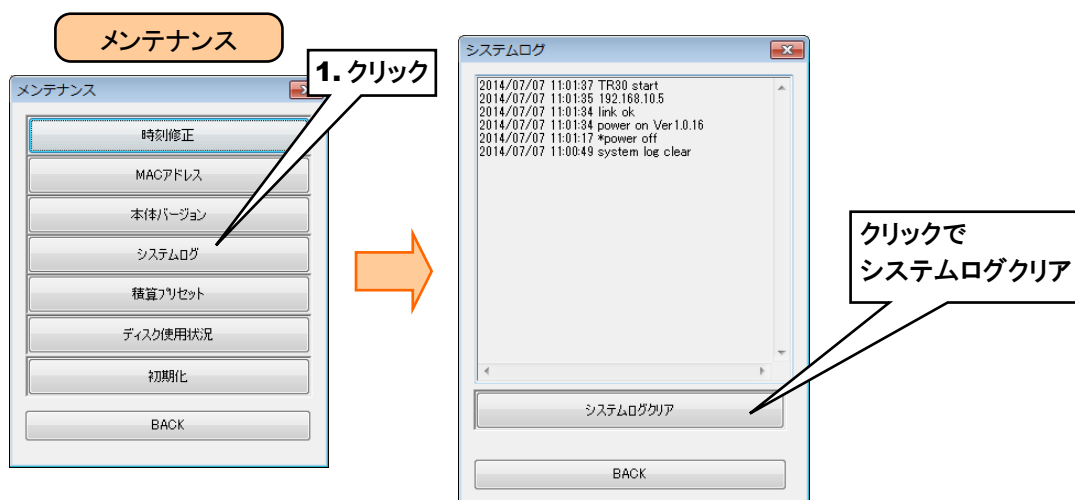 メンテナンス
1. クリック
メンテナンス
時刻修正
MACアドレス
本体バージョン
システムログ
積算プリセット
ディスク使用状況
初期化
BACK
システムログ
2014/07/07 11:01:37 TR30 start
2014/07/07 11:01:35 192.168.10.5
2014/07/07 11:01:34 link ok
2014/07/07 11:01:34 power on Ver1.0.16
2014/07/07 11:01:17 *power off
2014/07/07 11:00:49 system log clear
システムログクリア
BACK
クリックで
システムログクリア